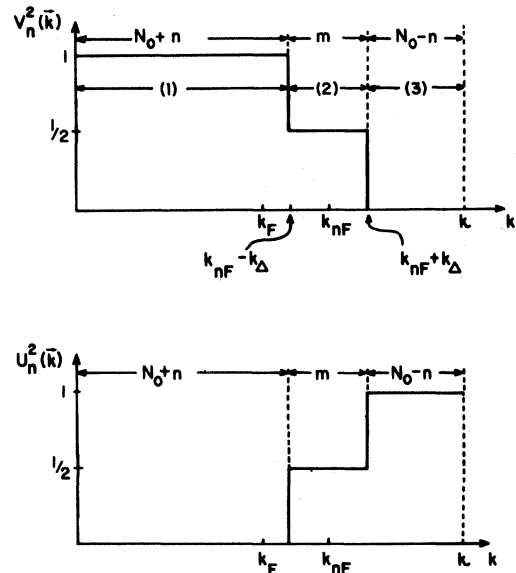 V_n^2(k⃗)
N_0+n m N_0-n
1
(1) (2) (3)
1/2
k_F k_nF k k
k_nF-k_Δ k_nF+k_Δ
U_n^2(k⃗)
N_0+n m N_0-n
1
1/2
k_F k_nF k k